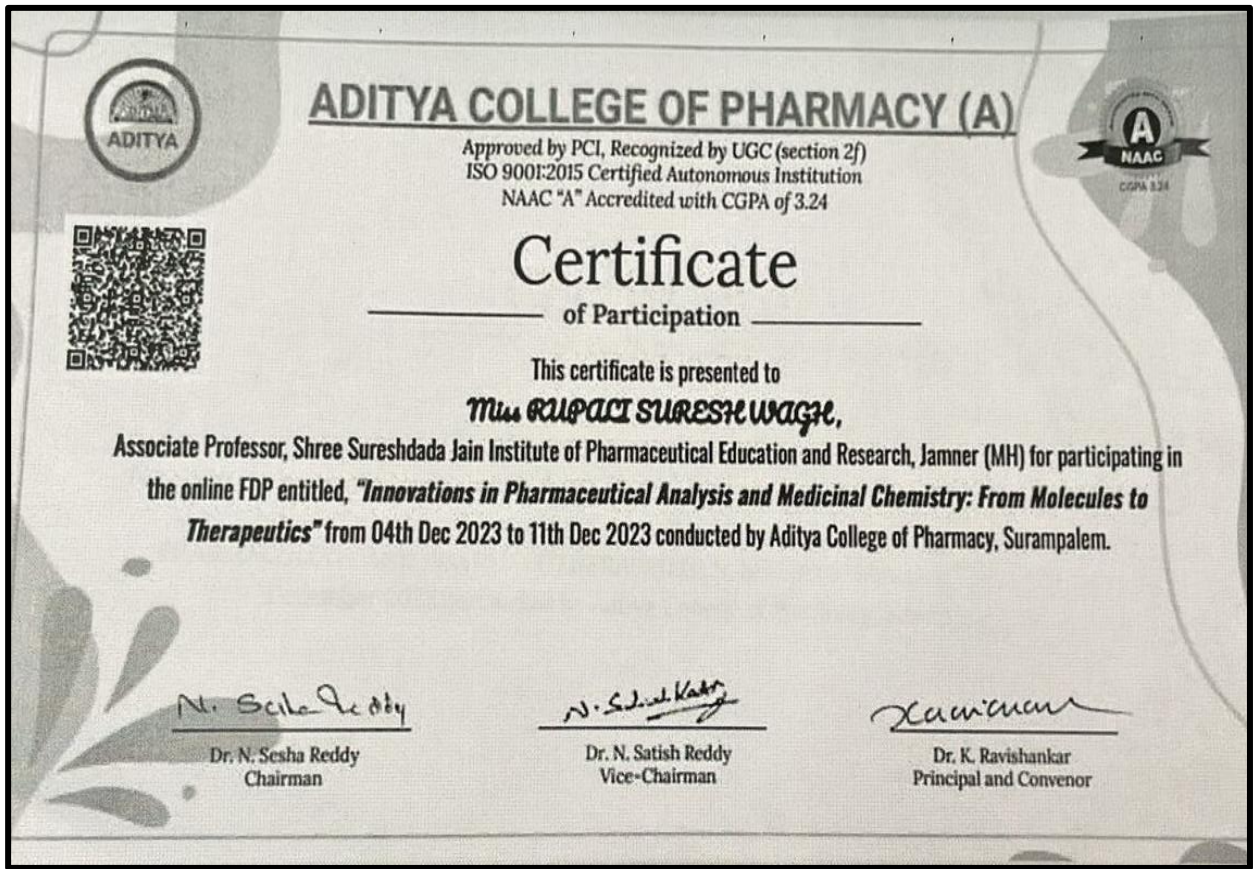 ADITYA
ADITYA COLLEGE OF PHARMACY (A)
Approved by PCI, Recognized by UGC (section 2f)
ISO 9001:2015 Certified Autonomous Institution
NAAC "A" Accredited with CGPA of 3.24
A
NAAC
CGPA 3.24
Certificate
of Participation
This certificate is presented to
Miss RUPALI SURESH WAGH,
Associate Professor, Shree Sureshdada Jain Institute of Pharmaceutical Education and Research, Jamner (MH) for participating in
the online FDP entitled, "Innovations in Pharmaceutical Analysis and Medicinal Chemistry: From Molecules to
Therapeutics" from 04th Dec 2023 to 11th Dec 2023 conducted by Aditya College of Pharmacy, Surampalem.
Dr. N. Sesha Reddy
Chairman
Dr. N. Satish Reddy
Vice-Chairman
Dr. K. Ravishankar
Principal and Convenor